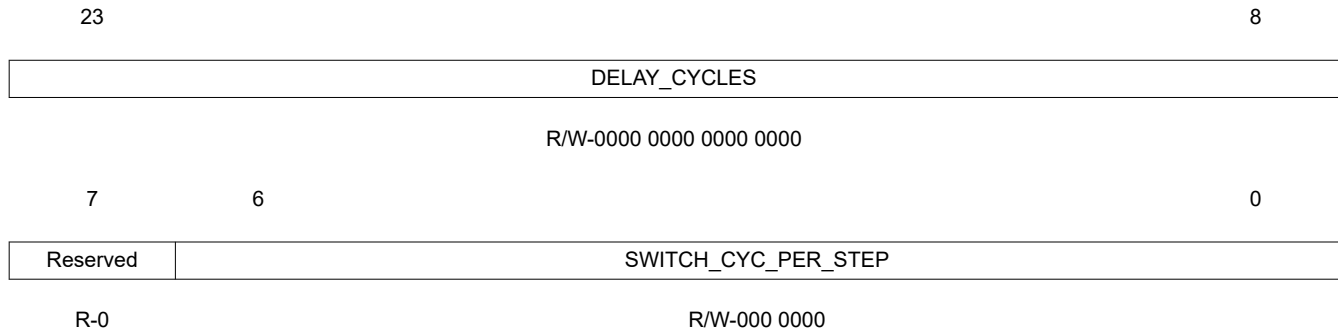 23 8
DELAY_CYCLES
R/W-0000 0000 0000 0000
7 6 0
Reserved SWITCH_CYC_PER_STEP
R-0 R/W-000 0000